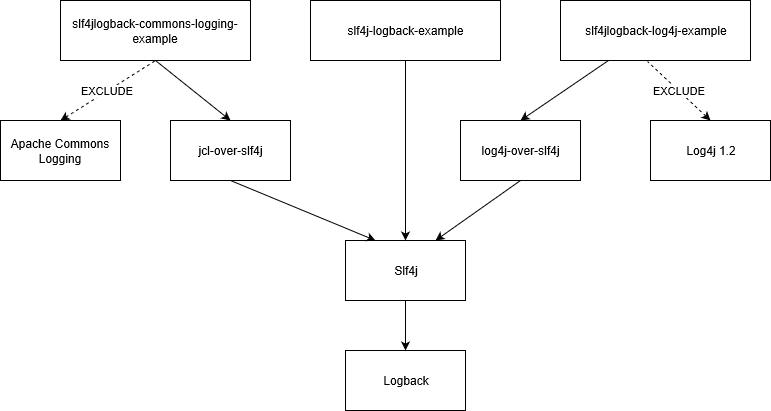 slf4jlogback-commons-logging-
example
slf4j-logback-example
slf4jlogback-log4j-example
EXCLUDE
EXCLUDE
Apache Commons
Logging
jcl-over-slf4j
log4j-over-slf4j
Log4j 1.2
Slf4j
Logback